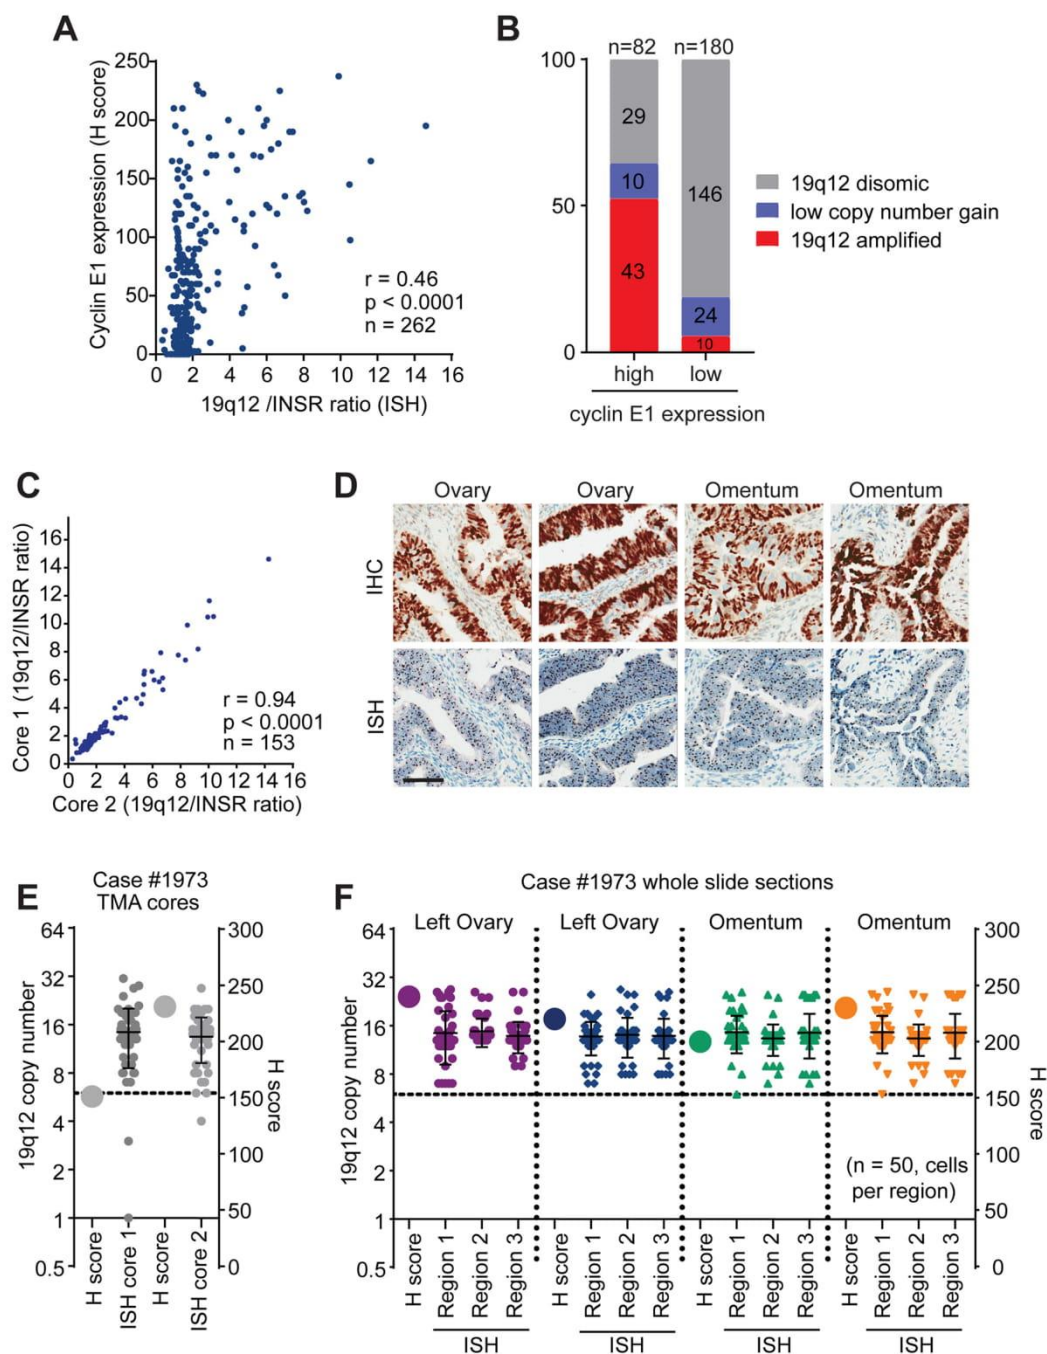 A
250
200
150
100
50
0
Cyclin E1 expression (H score)
r = 0.46
p < 0.0001
n = 262
0 2 4 6 8 10 12 14 16
19q12 /INSR ratio (ISH)
B
n=82 n=180
100
50
0
29
10
43
146
24
10
19q12 disomic
low copy number gain
19q12 amplified
high low
cyclin E1 expression
C
16
14
12
10
8
6
4
2
0
Core 1 (19q12/INSR ratio)
r = 0.94
p < 0.0001
n = 153
0 2 4 6 8 10 12 14 16
Core 2 (19q12/INSR ratio)
D
Ovary Ovary Omentum Omentum
IHC
ISH
E
Case #1973
TMA cores
64
32
16
8
4
2
1
0.5
19q12 copy number
300
250
200
150
100
50
0
H score
H score
ISH core 1
H score
ISH core 2
F
Case #1973 whole slide sections
Left Ovary Left Ovary Omentum Omentum
64
32
16
8
4
2
1
0.5
19q12 copy number
300
250
200
150
100
50
0
H score
(n = 50, cells
per region)
H score
Region 1
Region 2
Region 3
H score
Region 1
Region 2
Region 3
H score
Region 1
Region 2
Region 3
H score
Region 1
Region 2
Region 3
ISH ISH ISH ISH